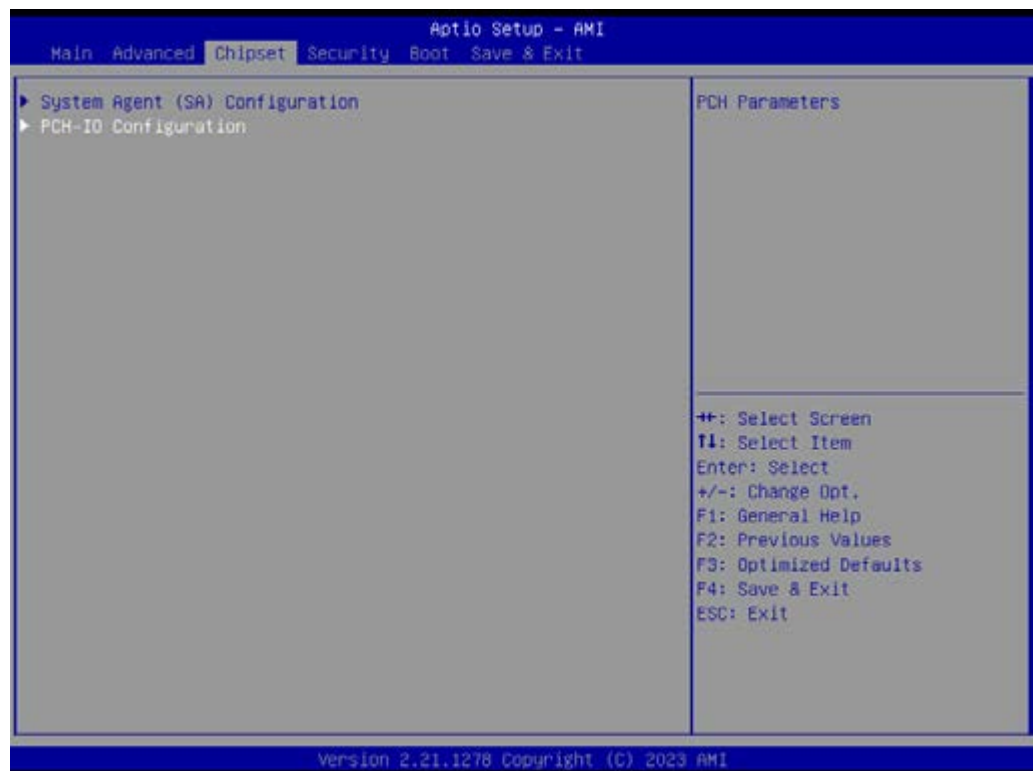 Aptio Setup - AMI
Main Advanced Chipset Security Boot Save & Exit
▶ System Agent (SA) Configuration
▶ PCH-IO Configuration
PCH Parameters
→←: Select Screen
↑↓: Select Item
Enter: Select
+/-: Change Opt.
F1: General Help
F2: Previous Values
F3: Optimized Defaults
F4: Save & Exit
ESC: Exit
Version 2.21.1278 Copyright (C) 2023 AMI